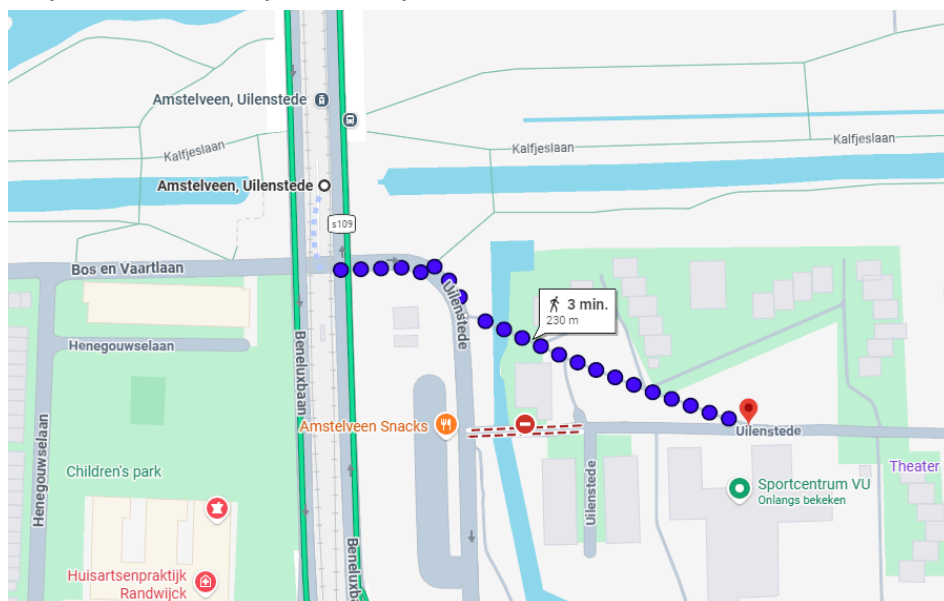 Amstelveen, Uilenstede
Kalfjeslaan
Kalfjeslaan
Kalfjeslaan
Amstelveen, Uilenstede
s109
Bos en Vaartlaan
Uilenstede
3 min.
230 m
Henegouwselaan
Beneluxbaan
Amstelveen Snacks
Uilenstede
Henegouwselaan
Children's park
Uilenstede
Theater
Sportcentrum VU
Onlangs bekeken
Beneluxbaan
Huisartsenpraktijk
Randwijck